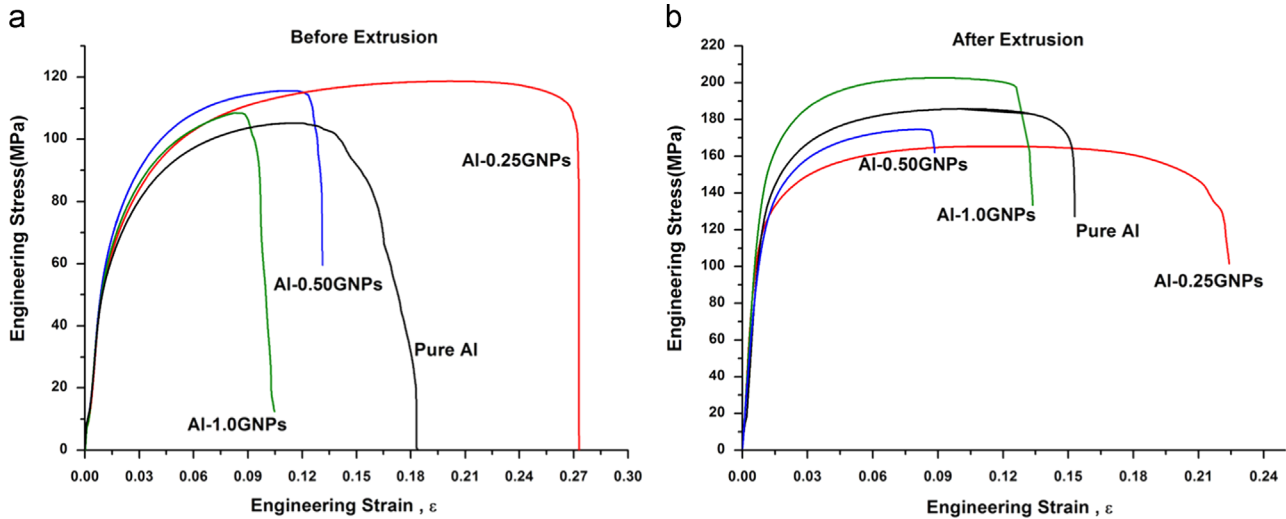 a
Before Extrusion
Engineering Stress(MPa)
120
100
80
60
40
20
0
Al-0.25GNPs
Al-0.50GNPs
Pure Al
Al-1.0GNPs
0.00 0.03 0.06 0.09 0.12 0.15 0.18 0.21 0.24 0.27 0.30
Engineering Strain , ε
b
After Extrusion
Engineering Stress(MPa)
220
200
180
160
140
120
100
80
60
40
20
0
Al-0.50GNPs
Al-1.0GNPs
Pure Al
Al-0.25GNPs
0.00 0.03 0.06 0.09 0.12 0.15 0.18 0.21 0.24
Engineering Strain , ε